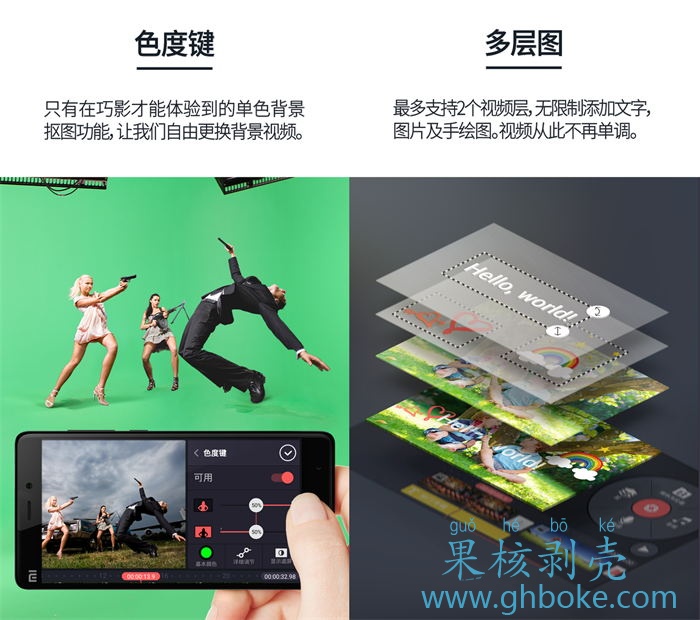 色度键
只有在巧影才能体验到的单色背景
抠图功能, 让我们自由更换背景视频。
多层图
最多支持2个视频层, 无限制添加文字,
图片及手绘图。视频从此不再单调。
Hello, world!
色度键
可用
50%
50%
基本颜色
详细调节
显示遮罩
00:00:13.9
00:00:32.98
guǒ hé bō ké
果核剥壳
www.ghboke.com